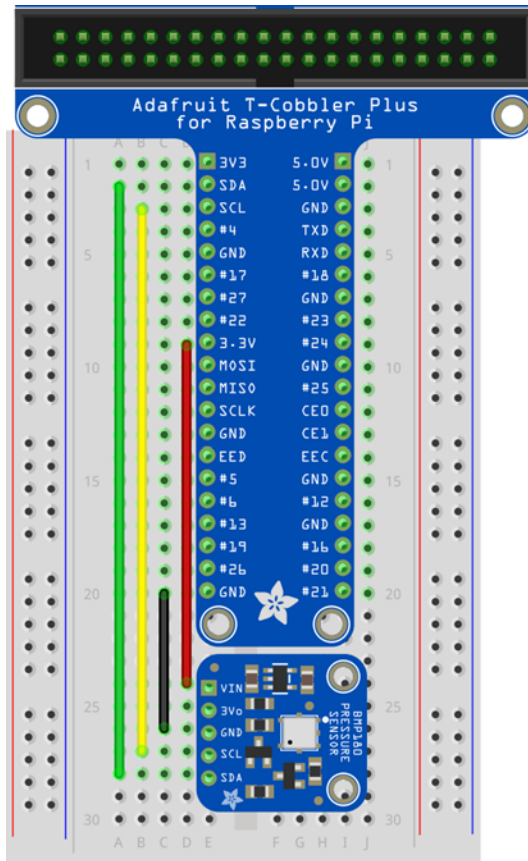 Adafruit T-Cobbler Plus
for Raspberry Pi
A B C D J
1 3V3 5.0V 1
SDA 5.0V
SCL GND
#4 TXD
5 GND RXD 5
#17 #18
#27 GND
#22 #23
3.3V #24
10 MOSI GND 10
MISO #25
SCLK CE0
GND CE1
EED EEC
15 #5 GND 15
#6 #12
#13 GND
#19 #16
#26 #20
20 GND #21 20
VIN
25 3Vo 25
GND
SCL
SDA
BMP180
PRESSURE
SENSOR
30 30
A B C D E F G H I J